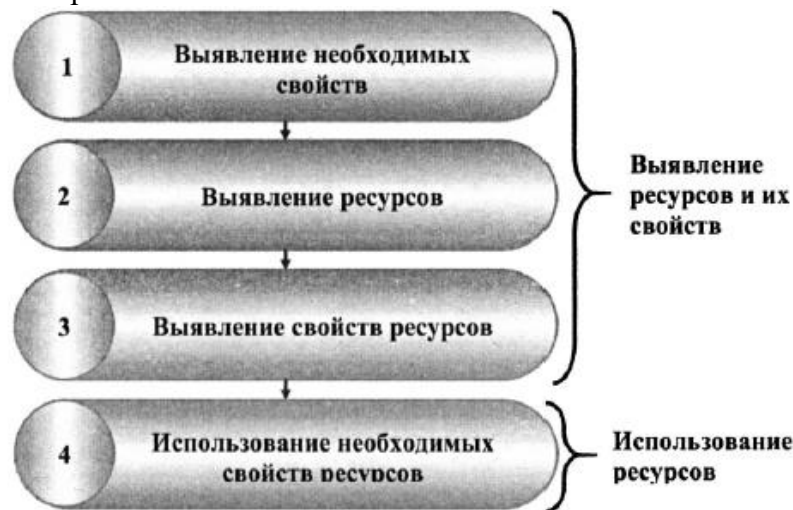 1
Выявление необходимых
свойств
2
Выявление ресурсов
3
Выявление свойств ресурсов
Выявление
ресурсов и их
свойств
4
Использование необходимых
свойств ресурсов
Использование
ресурсов